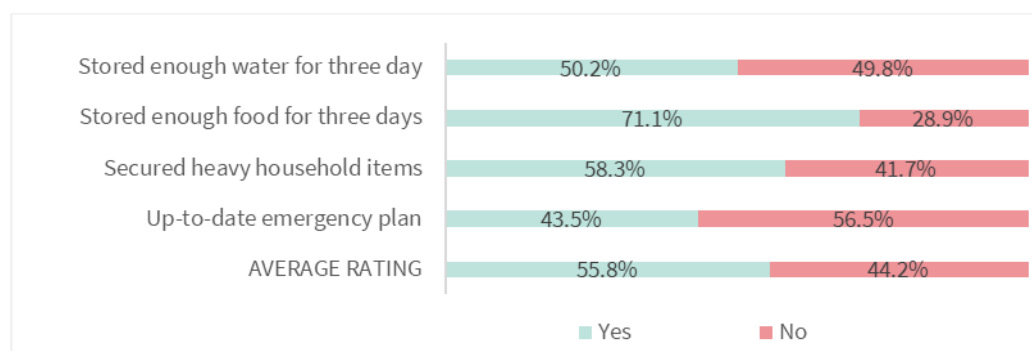 Stored enough water for three day 50.2% 49.8%
Stored enough food for three days 71.1% 28.9%
Secured heavy household items 58.3% 41.7%
Up-to-date emergency plan 43.5% 56.5%
AVERAGE RATING 55.8% 44.2%
Yes No